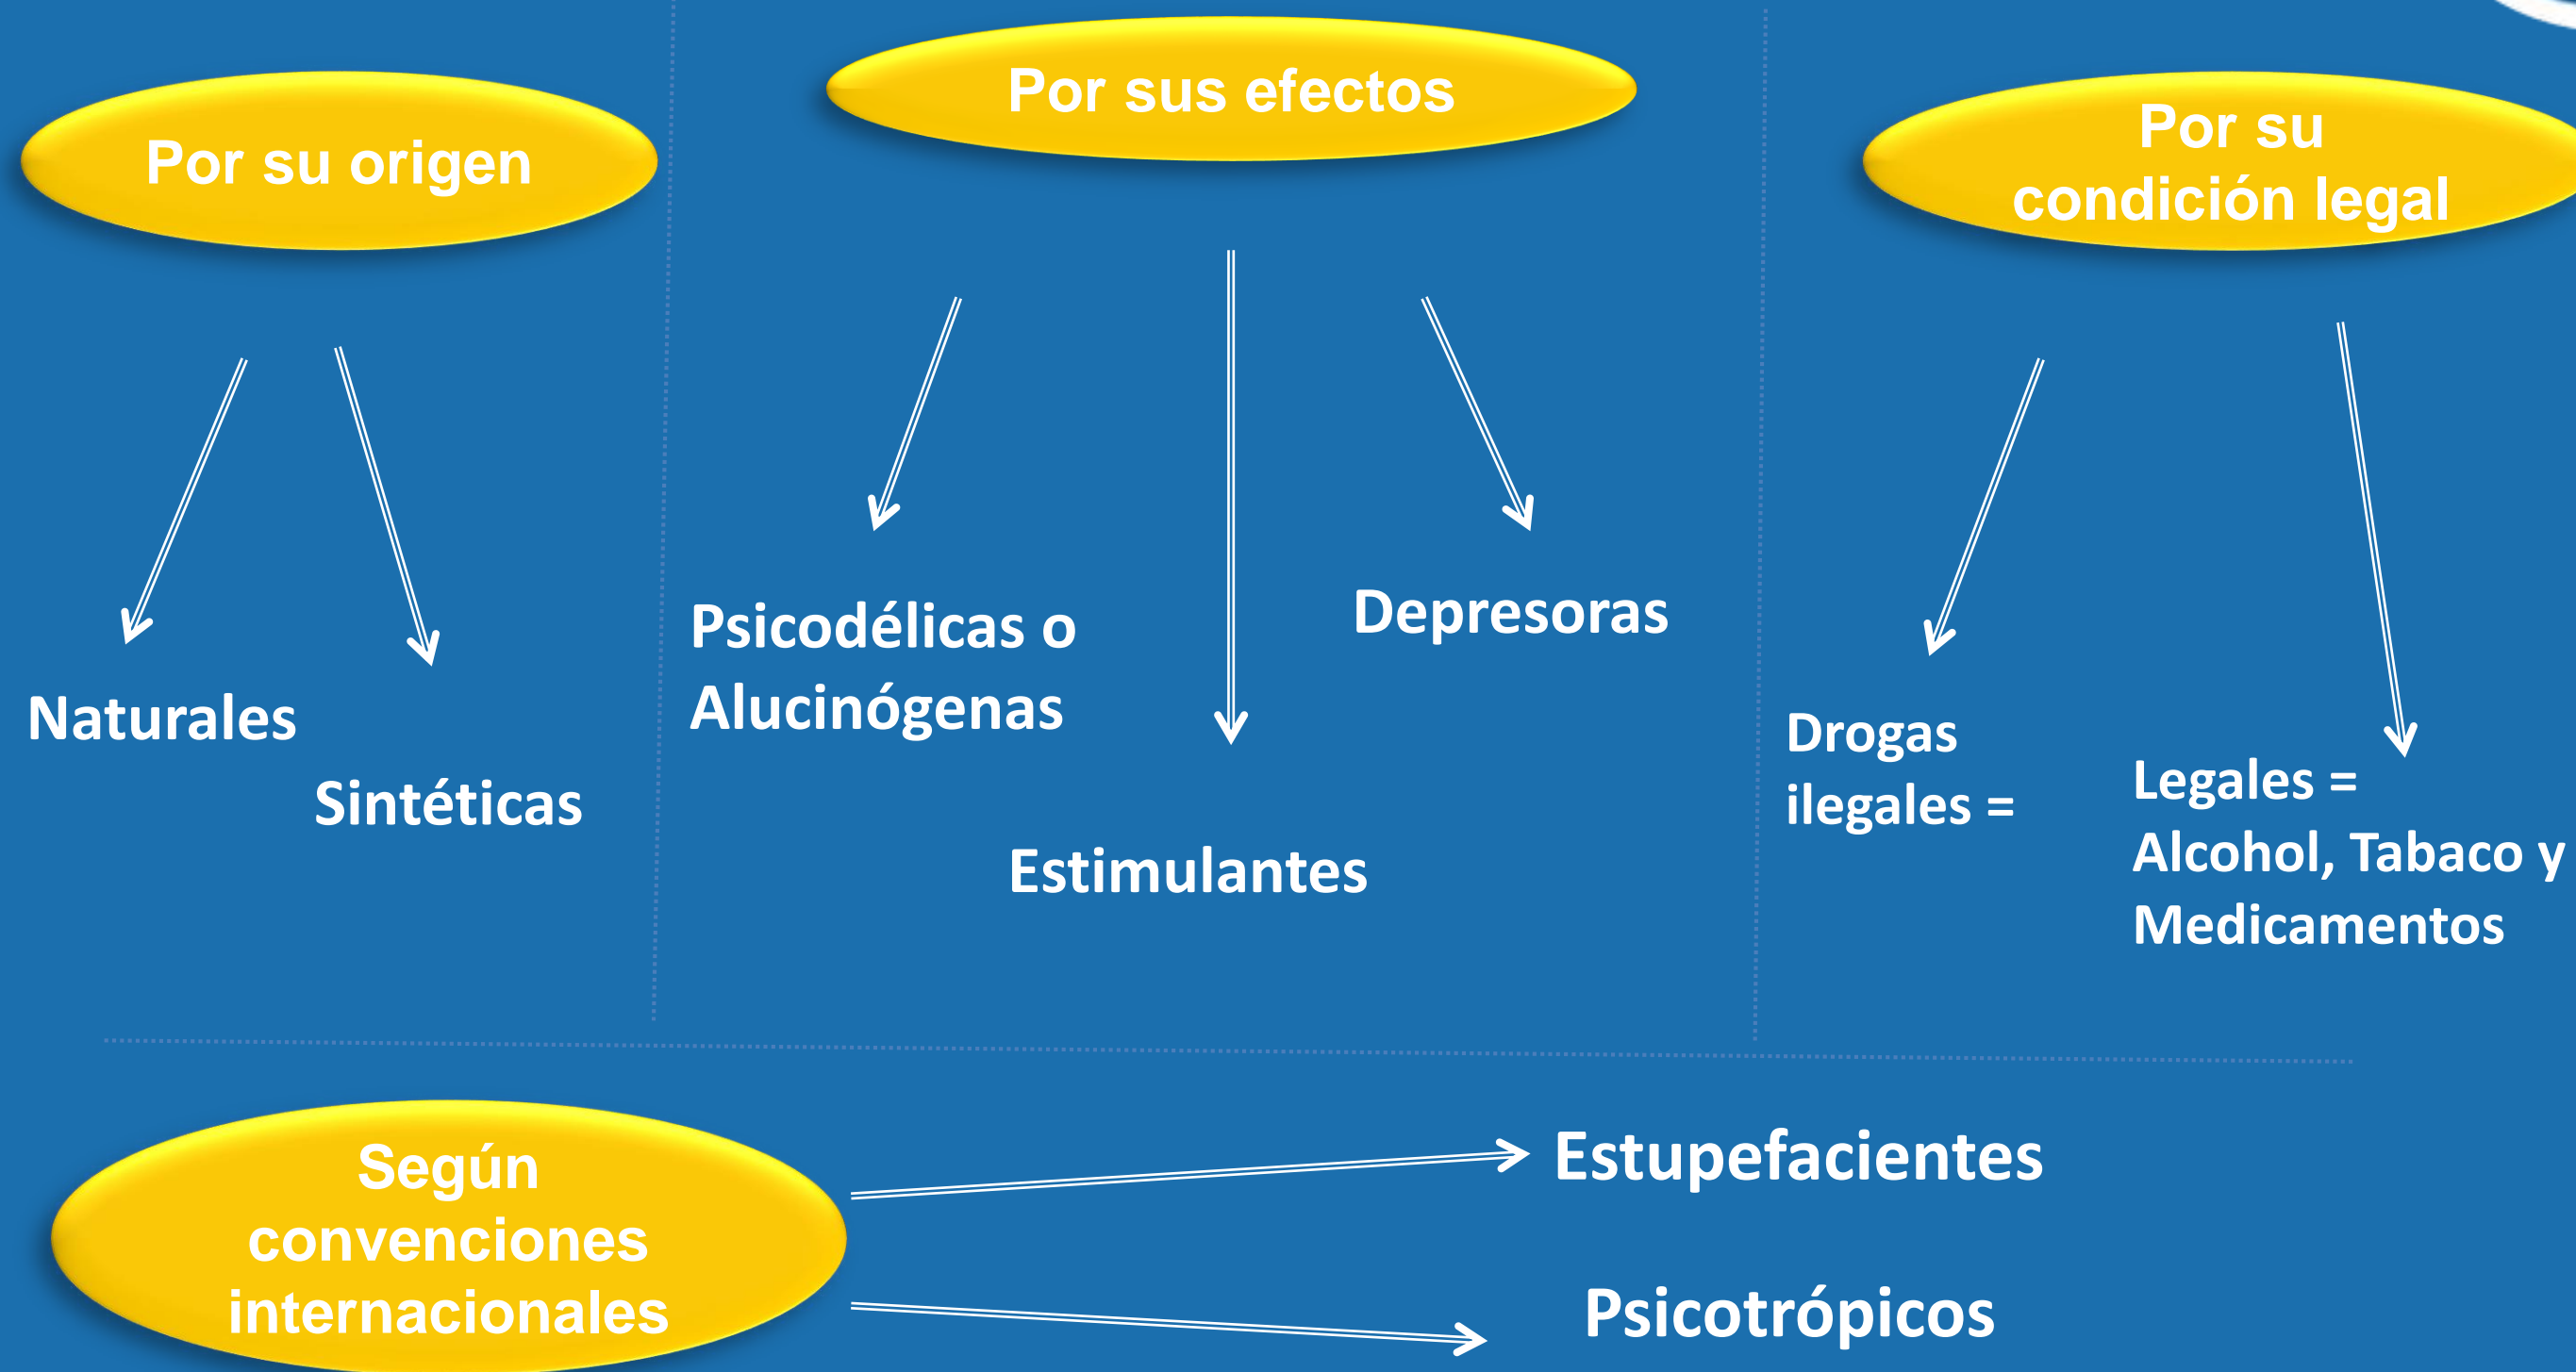 Por su origen
Naturales
Sintéticas
Por sus efectos
Psicodélicas o
Alucinógenas
Estimulantes
Depresoras
Por su
condición legal
Drogas
ilegales =
Legales =
Alcohol, Tabaco y
Medicamentos
Según
convenciones
internacionales
Estupefacientes
Psicotrópicos